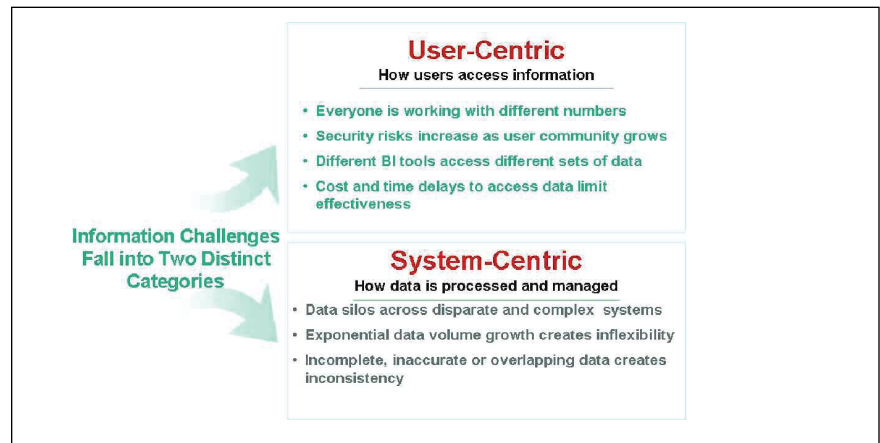 User-Centric
How users access information
• Everyone is working with different numbers
• Security risks increase as user community grows
• Different BI tools access different sets of data
• Cost and time delays to access data limit
effectiveness
Information Challenges
Fall into Two Distinct
Categories
System-Centric
How data is processed and managed
• Data silos across disparate and complex systems
• Exponential data volume growth creates inflexibility
• Incomplete, inaccurate or overlapping data creates
inconsistency